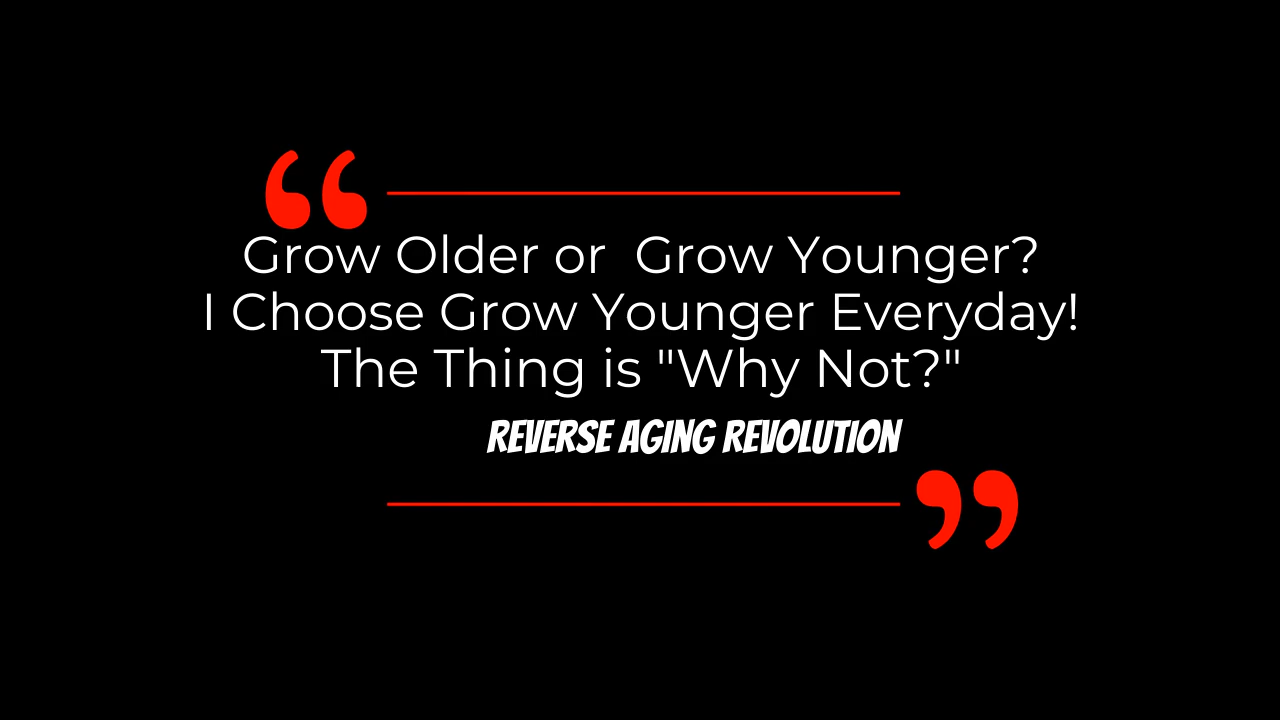 Grow Older or  Grow Younger?
I Choose Grow Younger Everyday!
The Thing is "Why Not?"
REVERSE AGING REVOLUTION